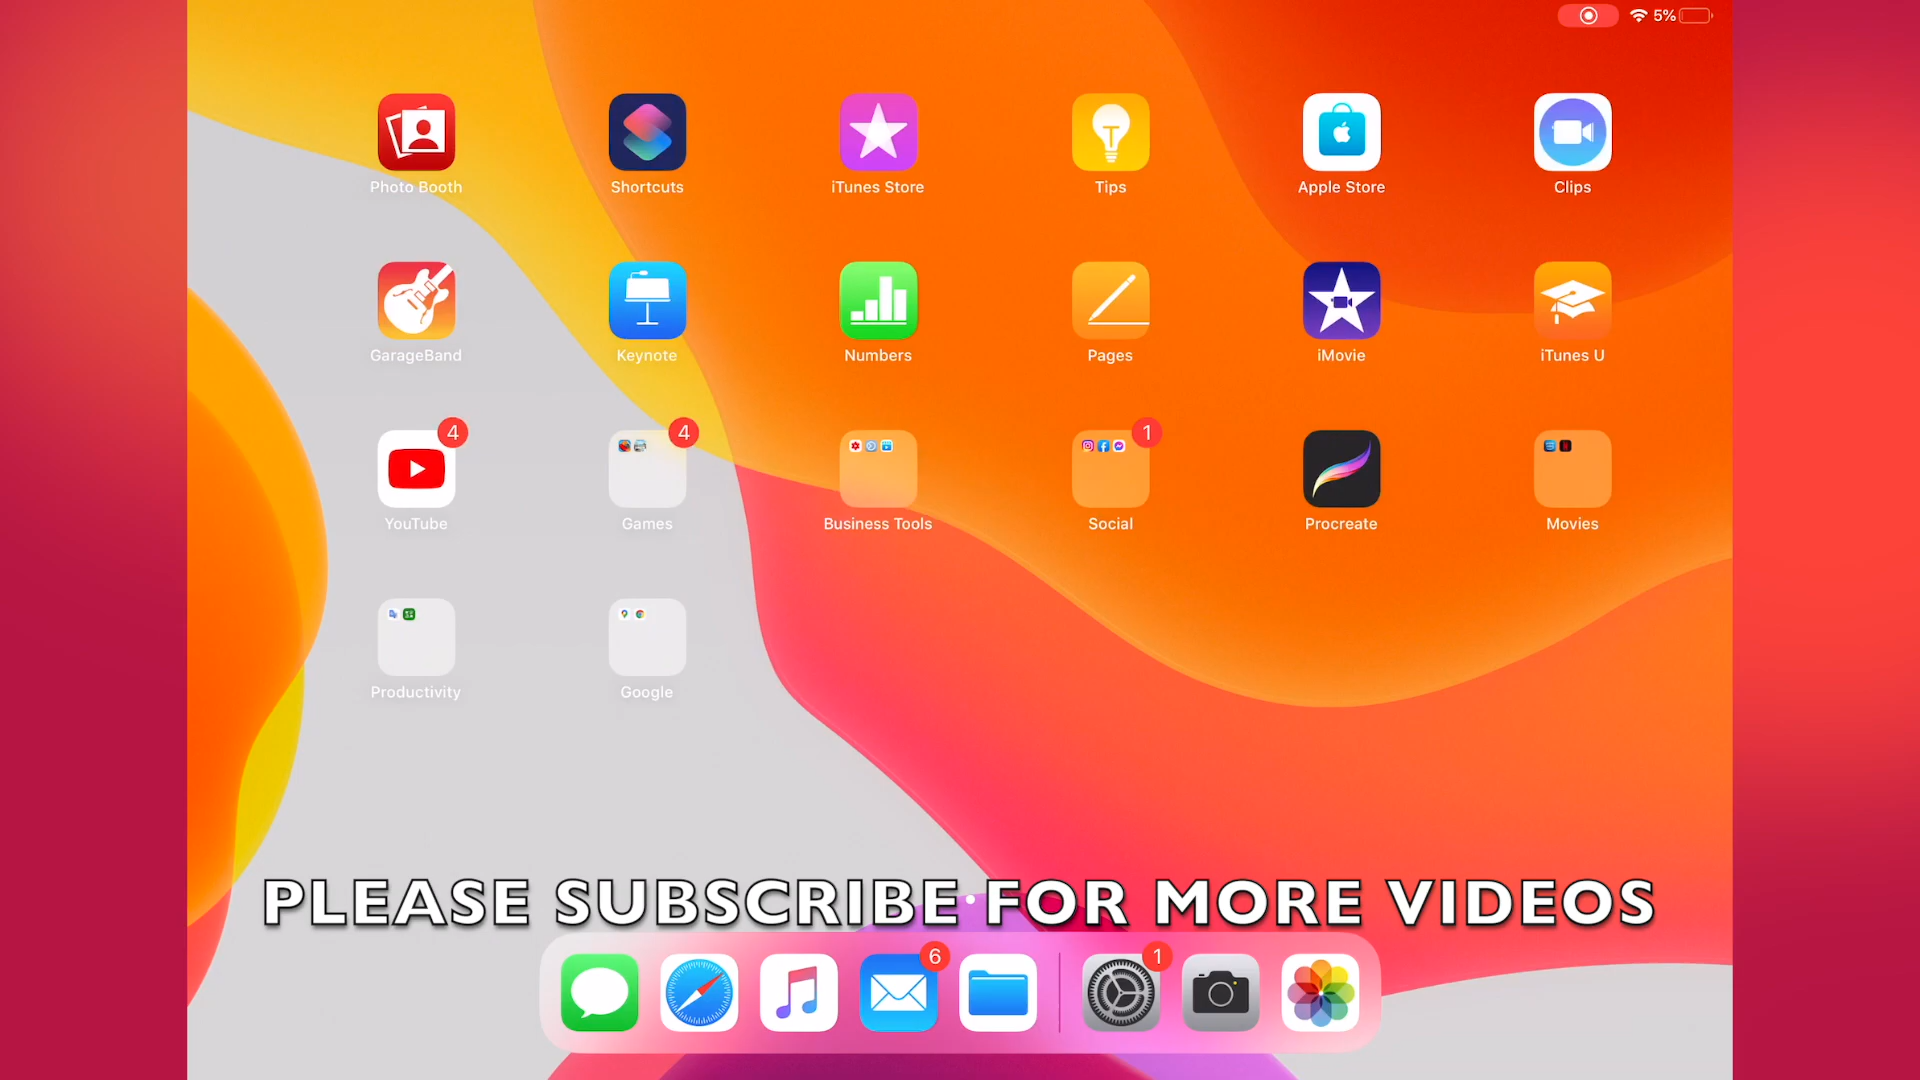 5%
Photo Booth
Shortcuts
iTunes Store
Tips
Apple Store
Clips
GarageBand
Keynote
Numbers
Pages
iMovie
iTunes U
4
4
1
YouTube
Games
Business Tools
Social
Procreate
Movies
Productivity
Google
PLEASE SUBSCRIBE FOR MORE VIDEOS
6
1